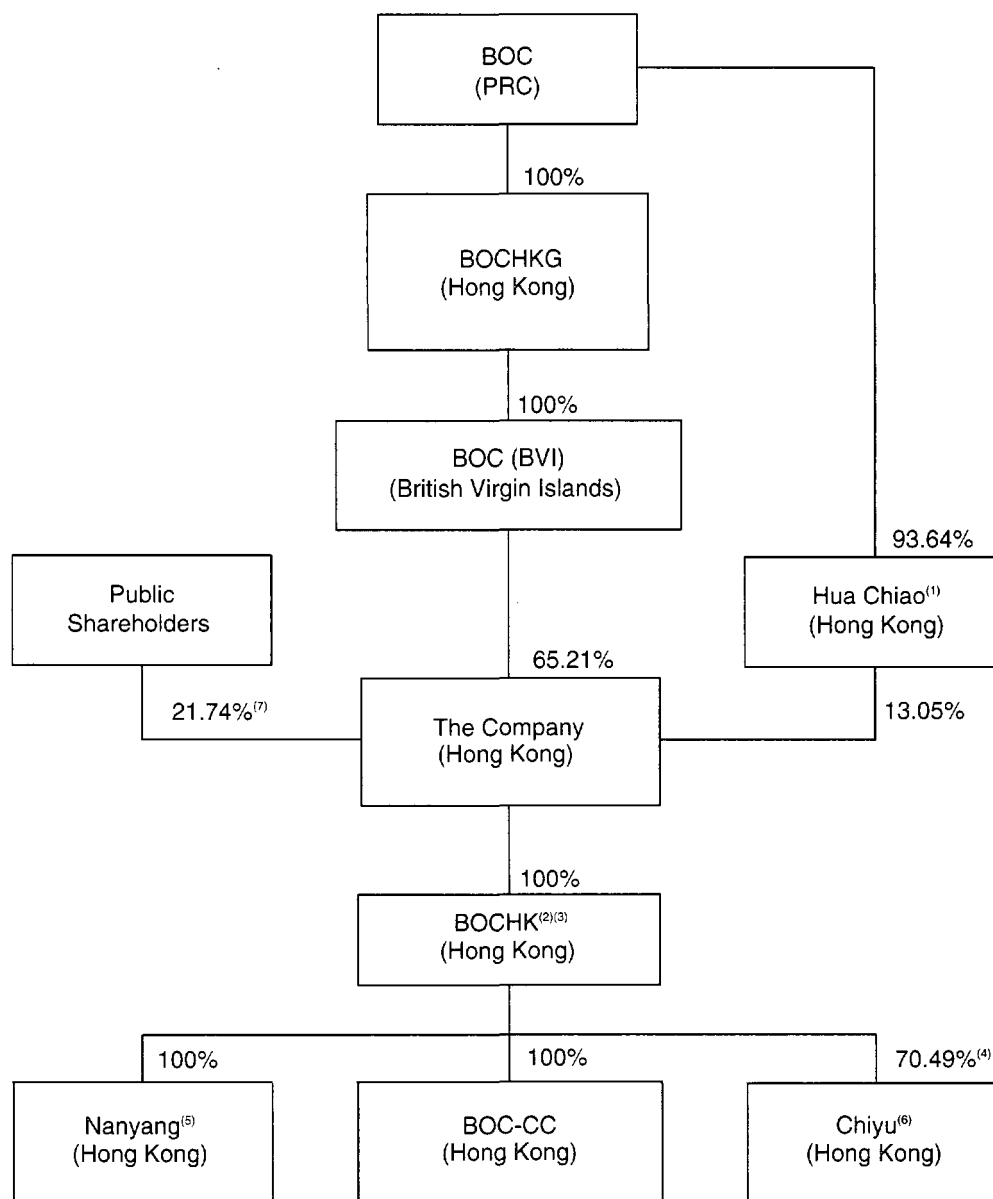 BOC
(PRC)
100%
BOCHKG
(Hong Kong)
100%
BOC (BVI)
(British Virgin Islands)
93.64%
Public
Shareholders
Hua Chiao(1)
(Hong Kong)
65.21%
21.74%(7)
The Company
(Hong Kong)
13.05%
100%
BOCHK(2)(3)
(Hong Kong)
100%
100%
70.49%(4)
Nanyang(5)
(Hong Kong)
BOC-CC
(Hong Kong)
Chiyu(6)
(Hong Kong)